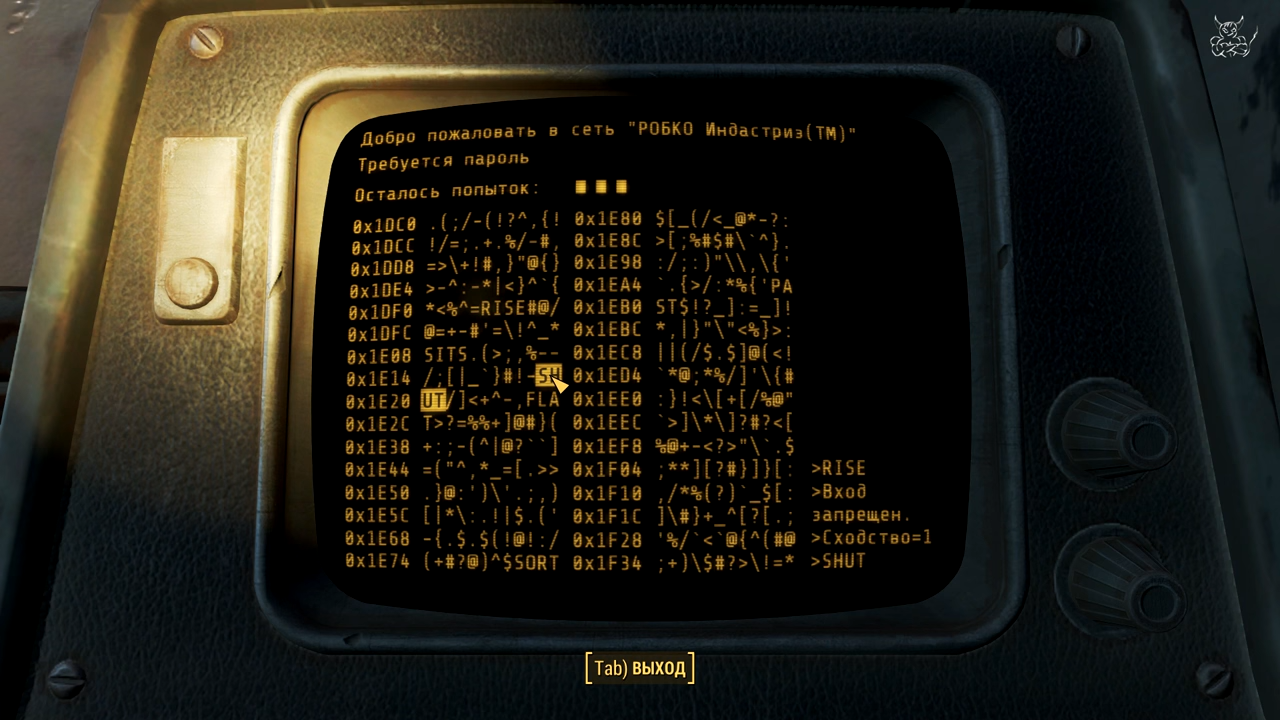 Добро пожаловать в сеть "РОБКО Индастриз(ТМ)"
Требуется пароль
Осталось попыток: ■ ■ ■
0x1DC0 .(;/-(!?^,{! 0x1E80 $[_(/<_@*-?:
0x1DCC !/=;.+.%/-#, 0x1E8C >[;%#$#\`^}.
0x1DD8 =>\+!#,}"@{} 0x1E98 :/;:)"\\,\{'
0x1DE4 >-^:-*|<}^`{ 0x1EA4 `.{>/:*%{'PA
0x1DF0 *<%^=RISE#@/ 0x1EB0 ST$!?_]:=_]!
0x1DFC @=+-#'=\!^_* 0x1EBC *,|}"\"<%}>:
0x1E08 SITS.(>;,%-- 0x1EC8 ||(/$.$]@(<!
0x1E14 /;[|_`}#!-SH 0x1ED4 `*@;*%/]'\{#
0x1E20 UT/]<+^-,FLA 0x1EE0 :}!<\[+[/%@"
0x1E2C T>?=%%+]@#}( 0x1EEC `>]\*\]?#?<[
0x1E38 +:;-(^|@?``] 0x1EF8 %@+-<?>"\`.$
0x1E44 =("^,*_=[.>> 0x1F04 ;**][?#}]}[: >RISE
0x1E50 .}@:')\'.;,) 0x1F10 ,/*%(?)`_$[: >Вход
0x1E5C [|*\:.!|$.(' 0x1F1C ]\#}+_^[?[.; запрещен.
0x1E68 -{.$.$(!@!:/ 0x1F28 '%/`<`@{^(#@ >Сходство=1
0x1E74 (+#?@)^$SORT 0x1F34 ;+)\$#?>\!=* >SHUT
Tab) ВЫХОД